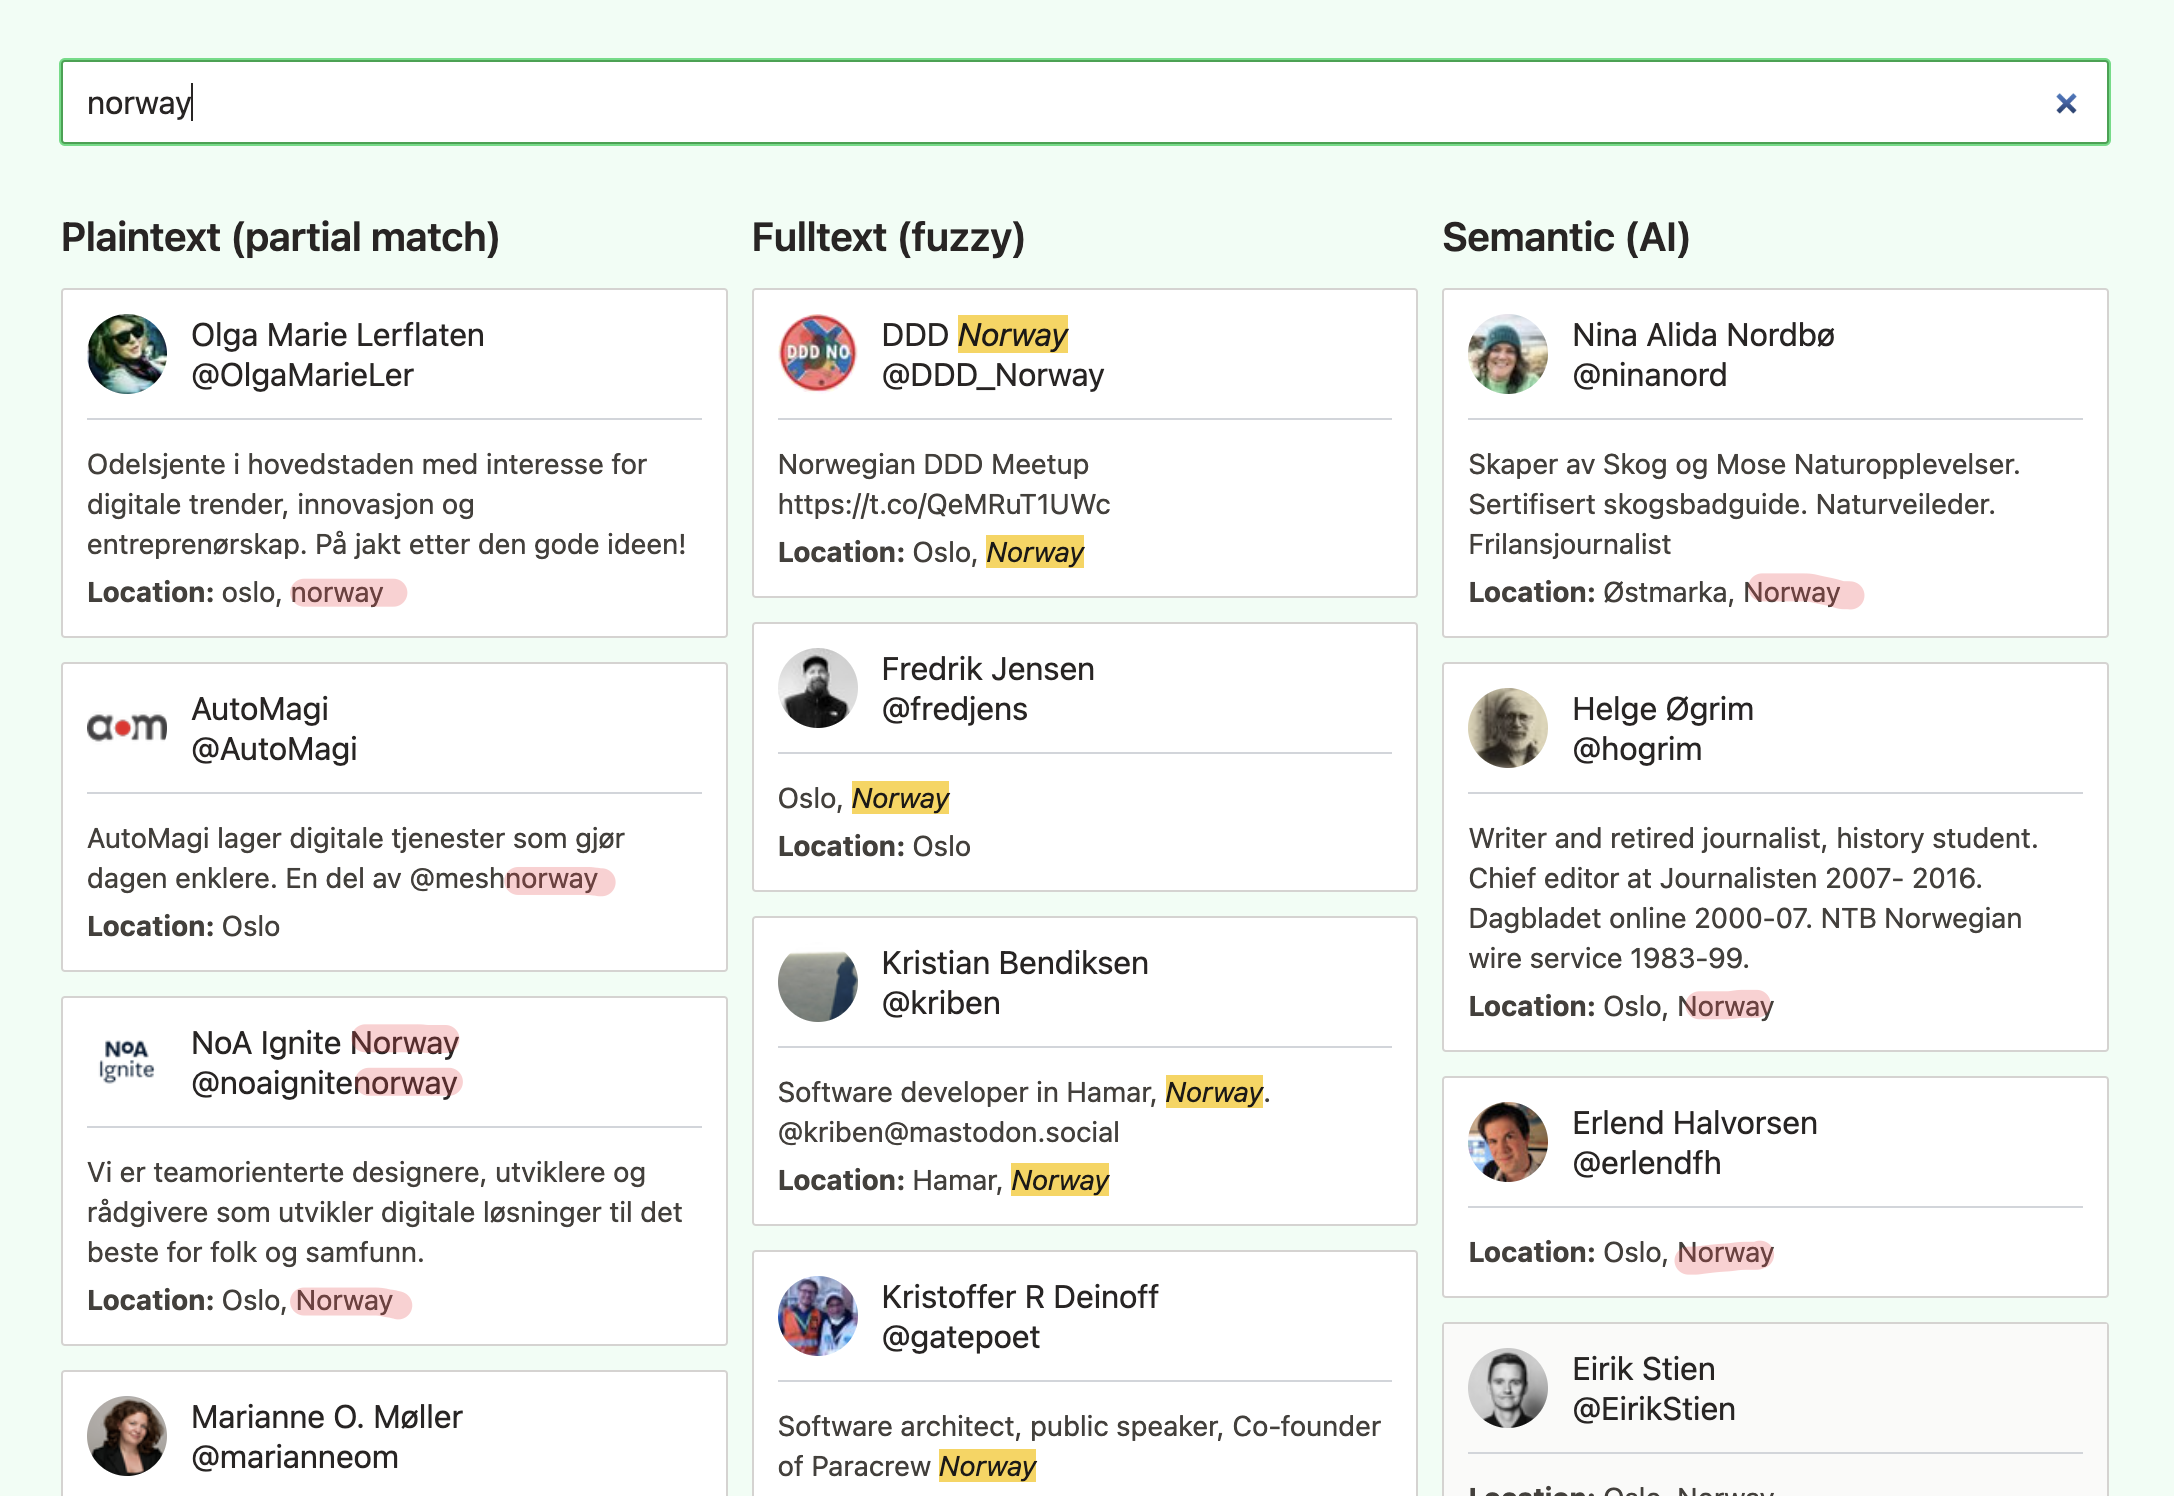 norway
Plaintext (partial match)
Olga Marie Lerflaten
@OlgaMarieLer
Odelsjente i hovedstaden med interesse for
digitale trender, innovasjon og
entreprenørskap. På jakt etter den gode ideen!
Location: oslo, norway
aom
AutoMagi
@AutoMagi
AutoMagi lager digitale tjenester som gjør
dagen enklere. En del av @meshnorway
Location: Oslo
NoA
Ignite
NoA Ignite Norway
@noaignitenorway
Vi er teamorienterte designere, utviklere og
rådgivere som utvikler digitale løsninger til det
beste for folk og samfunn.
Location: Oslo, Norway
Marianne O. Møller
@marianneom
Fulltext (fuzzy)
DDD NO
DDD Norway
@DDD_Norway
Norwegian DDD Meetup
https://t.co/QeMRuT1UWc
Location: Oslo, Norway
Fredrik Jensen
@fredjens
Oslo, Norway
Location: Oslo
Kristian Bendiksen
@kriben
Software developer in Hamar, Norway.
@kriben@mastodon.social
Location: Hamar, Norway
Kristoffer R Deinoff
@gatepoet
Software architect, public speaker, Co-founder
of Paracrew Norway
Semantic (AI)
Nina Alida Nordbø
@ninanord
Skaper av Skog og Mose Naturopplevelser.
Sertifisert skogsbadguide. Naturveileder.
Frilansjournalist
Location: Østmarka, Norway
Helge Øgrim
@hogrim
Writer and retired journalist, history student.
Chief editor at Journalisten 2007- 2016.
Dagbladet online 2000-07. NTB Norwegian
wire service 1983-99.
Location: Oslo, Norway
Erlend Halvorsen
@erlendfh
Location: Oslo, Norway
Eirik Stien
@EirikStien
Location: Oslo, Norway